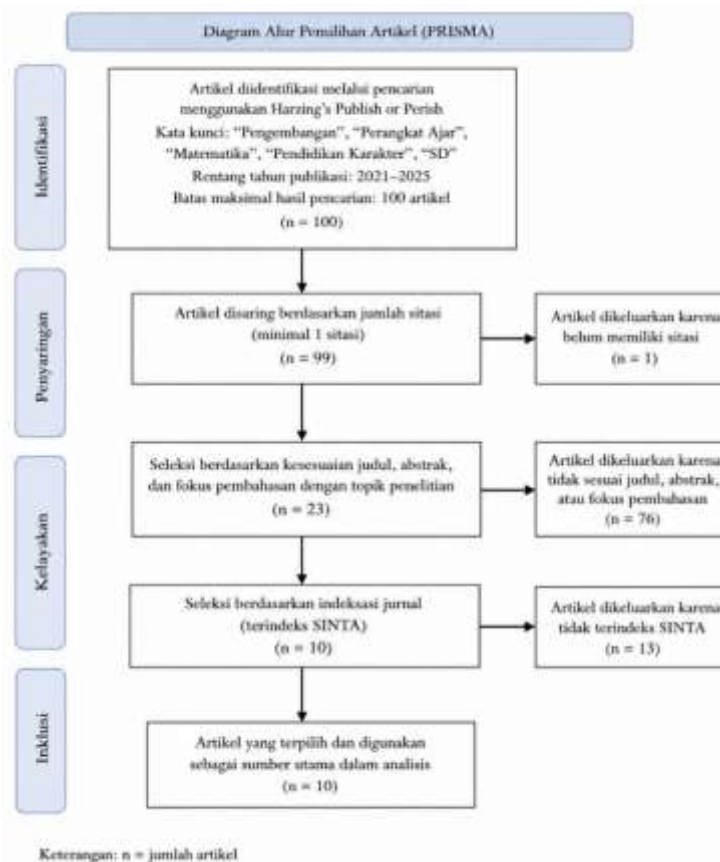 Diagram Alur Pemilihan Artikel (PRISMA)
Identifikasi
Artikel diidentifikasi melalui pencarian
menggunakan Harzing's Publish or Perish
Kata kunci: "Pengembangan", "Perangkat Ajar",
"Matematika", "Pendidikan Karakter", "SD"
Rentang tahun publikasi: 2021–2025
Batas maksimal hasil pencarian: 100 artikel
(n = 100)
Penyaringan
Artikel disaring berdasarkan jumlah sitasi
(minimal 1 sitasi)
(n = 99)
Artikel dikeluarkan karena
belum memiliki sitasi
(n = 1)
Kelayakan
Seleksi berdasarkan kesesuaian judul, abstrak,
dan fokus pembahasan dengan topik penelitian
(n = 23)
Artikel dikeluarkan karena
tidak sesuai judul, abstrak,
atau fokus pembahasan
(n = 76)
Seleksi berdasarkan indeksasi jurnal
(terindeks SINTA)
(n = 10)
Artikel dikeluarkan karena
tidak terindeks SINTA
(n = 13)
Inklusi
Artikel yang terpilih dan digunakan
sebagai sumber utama dalam analisis
(n = 10)
Keterangan: n = jumlah artikel